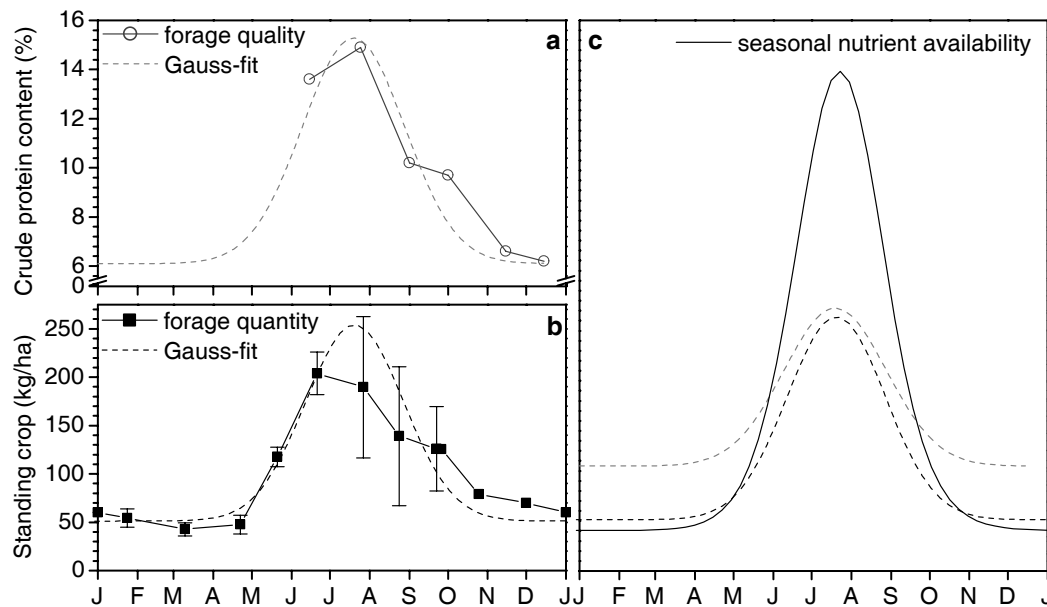 Crude protein content (%)
16
14
12
10
8
6
0
forage quality
Gauss-fit
a
Standing crop (kg/ha)
250
200
150
100
50
0
forage quantity
Gauss-fit
b
J F M A M J J A S O N D J
c
seasonal nutrient availability
J F M A M J J A S O N D J